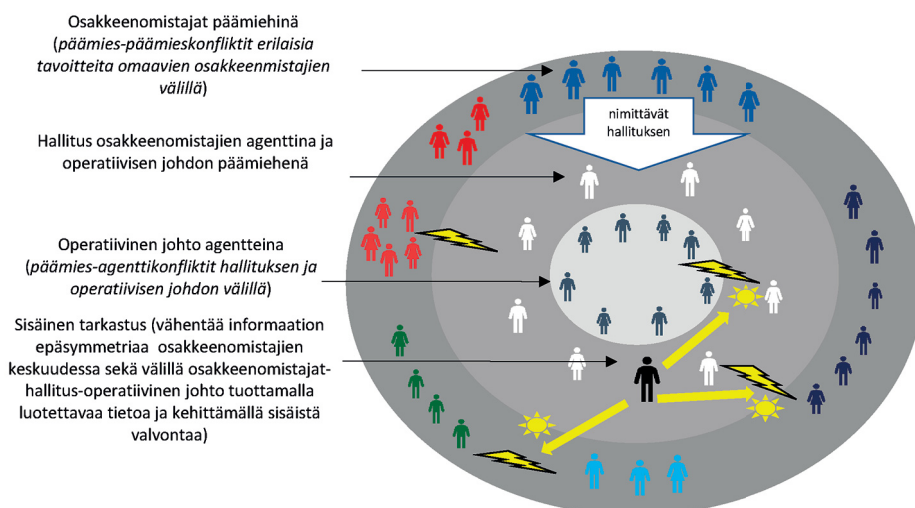 Osakkeenomistajat päämiehinä
(päämies-päämieskonfliktit erilaisia
tavoitteita omaavien osakkeenmistajien
välillä)
nimittävät
hallituksen
Hallitus osakkeenomistajien agenttina ja
operatiivisen johdon päämiehenä
Operatiivinen johto agentteina
(päämies-agenttikonfliktit hallituksen ja
operatiivisen johdon välillä)
Sisäinen tarkastus (vähentää informaation
epäsymmetriaa osakkeenomistajien
keskuudessa sekä välillä osakkeenomistajat-
hallitus-operatiivinen johto tuottamalla
luotettavaa tietoa ja kehittämällä sisäistä
valvontaa)